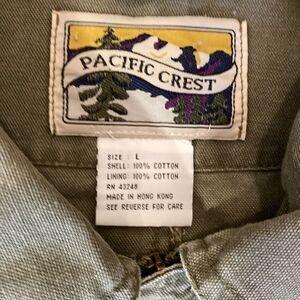 PACIFIC CREST
SIZE : L
SHELL: 100% COTTON
LINING: 100% COTTON
RN 43248
MADE IN HONG KONG
SEE REVERSE FOR CARE